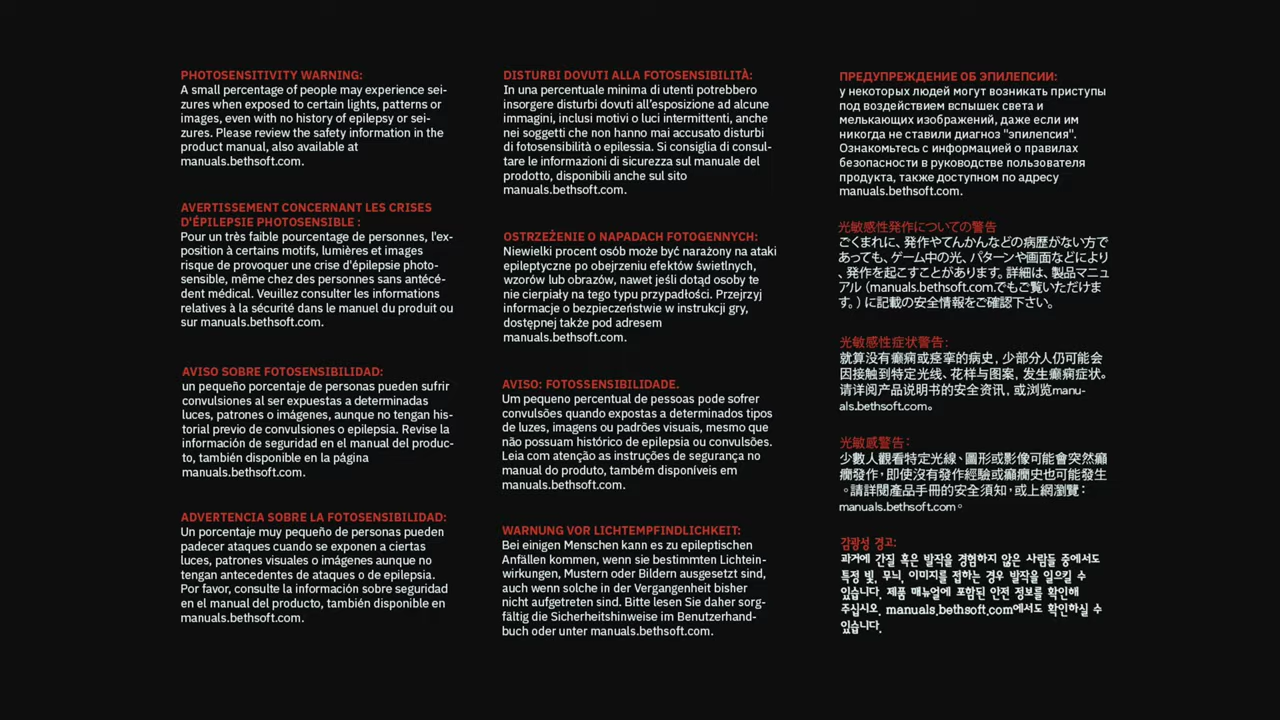 PHOTOSENSITIVITY WARNING:
A small percentage of people may experience sei-
zures when exposed to certain lights, patterns or
images, even with no history of epilepsy or sei-
zures. Please review the safety information in the
product manual, also available at
manuals.bethsoft.com.
AVERTISSEMENT CONCERNANT LES CRISES
D'ÉPILEPSIE PHOTOSENSIBLE :
Pour un très faible pourcentage de personnes, l'ex-
position à certains motifs, lumières et images
risque de provoquer une crise d'épilepsie photo-
sensible, même chez des personnes sans antécé-
dent médical. Veuillez consulter les informations
relatives à la sécurité dans le manuel du produit ou
sur manuals.bethsoft.com.
AVISO SOBRE FOTOSENSIBILIDAD:
un pequeño porcentaje de personas pueden sufrir
convulsiones al ser expuestas a determinadas
luces, patrones o imágenes, aunque no tengan his-
torial previo de convulsiones o epilepsia. Revise la
información de seguridad en el manual del produc-
to, también disponible en la página
manuals.bethsoft.com.
ADVERTENCIA SOBRE LA FOTOSENSIBILIDAD:
Un porcentaje muy pequeño de personas pueden
padecer ataques cuando se exponen a ciertas
luces, patrones visuales o imágenes aunque no
tengan antecedentes de ataques o de epilepsia.
Por favor, consulte la información sobre seguridad
en el manual del producto, también disponible en
manuals.bethsoft.com.
DISTURBI DOVUTI ALLA FOTOSENSIBILITÀ:
In una percentuale minima di utenti potrebbero
insorgere disturbi dovuti all'esposizione ad alcune
immagini, inclusi motivi o luci intermittenti, anche
nei soggetti che non hanno mai accusato disturbi
di fotosensibilità o epilessia. Si consiglia di consul-
tare le informazioni di sicurezza sul manuale del
prodotto, disponibili anche sul sito
manuals.bethsoft.com.
OSTRZEŻENIE O NAPADACH FOTOGENNYCH:
Niewielki procent osób może być narażony na ataki
epileptyczne po obejrzeniu efektów świetlnych,
wzorów lub obrazów, nawet jeśli dotąd osoby te
nie cierpiały na tego typu przypadłości. Przejrzyj
informacje o bezpieczeństwie w instrukcji gry,
dostępnej także pod adresem
manuals.bethsoft.com.
AVISO: FOTOSSENSIBILIDADE.
Um pequeno percentual de pessoas pode sofrer
convulsões quando expostas a determinados tipos
de luzes, imagens ou padrões visuais, mesmo que
não possuam histórico de epilepsia ou convulsões.
Leia com atenção as instruções de segurança no
manual do produto, também disponíveis em
manuals.bethsoft.com.
WARNUNG VOR LICHTEMPFINDLICHKEIT:
Bei einigen Menschen kann es zu epileptischen
Anfällen kommen, wenn sie bestimmten Lichtein-
wirkungen, Mustern oder Bildern ausgesetzt sind,
auch wenn solche in der Vergangenheit bisher
nicht aufgetreten sind. Bitte lesen Sie daher sorg-
fältig die Sicherheitshinweise im Benutzerhand-
buch oder unter manuals.bethsoft.com.
ПРЕДУПРЕЖДЕНИЕ ОБ ЭПИЛЕПСИИ:
у некоторых людей могут возникать приступы
под воздействием вспышек света и
мелькающих изображений, даже если им
никогда не ставили диагноз "эпилепсия".
Ознакомьтесь с информацией о правилах
безопасности в руководстве пользователя
продукта, также доступном по адресу
manuals.bethsoft.com.
光敏感性発作についての警告
ごくまれに、発作やてんかんなどの病歴がない方で
あっても、ゲーム中の光、パターンや画面などにより
、発作を起こすことがあります。詳細は、製品マニュ
アル (manuals.bethsoft.comでもご覧いただけま
す。) に記載の安全情報をご確認下さい。
光敏感性症状警告：
就算没有癫痫或痉挛的病史，少部分人仍可能会
因接触到特定光线、花样与图案，发生癫痫症状。
请详阅产品说明书的安全资讯，或浏览manu-
als.bethsoft.com。
光敏感警告：
少數人觀看特定光線、圖形或影像可能會突然癲
癇發作，即使沒有發作經驗或癲癇史也可能發生
。請詳閱產品手冊的安全須知，或上網瀏覽：
manuals.bethsoft.com。
감광성 경고:
과거에 간질 혹은 발작을 경험하지 않은 사람들 중에서도
특정 빛, 무늬, 이미지를 접하는 경우 발작을 일으킬 수
있습니다. 제품 매뉴얼에 포함된 안전 정보를 확인해
주십시오. manuals.bethsoft.com에서도 확인하실 수
있습니다.